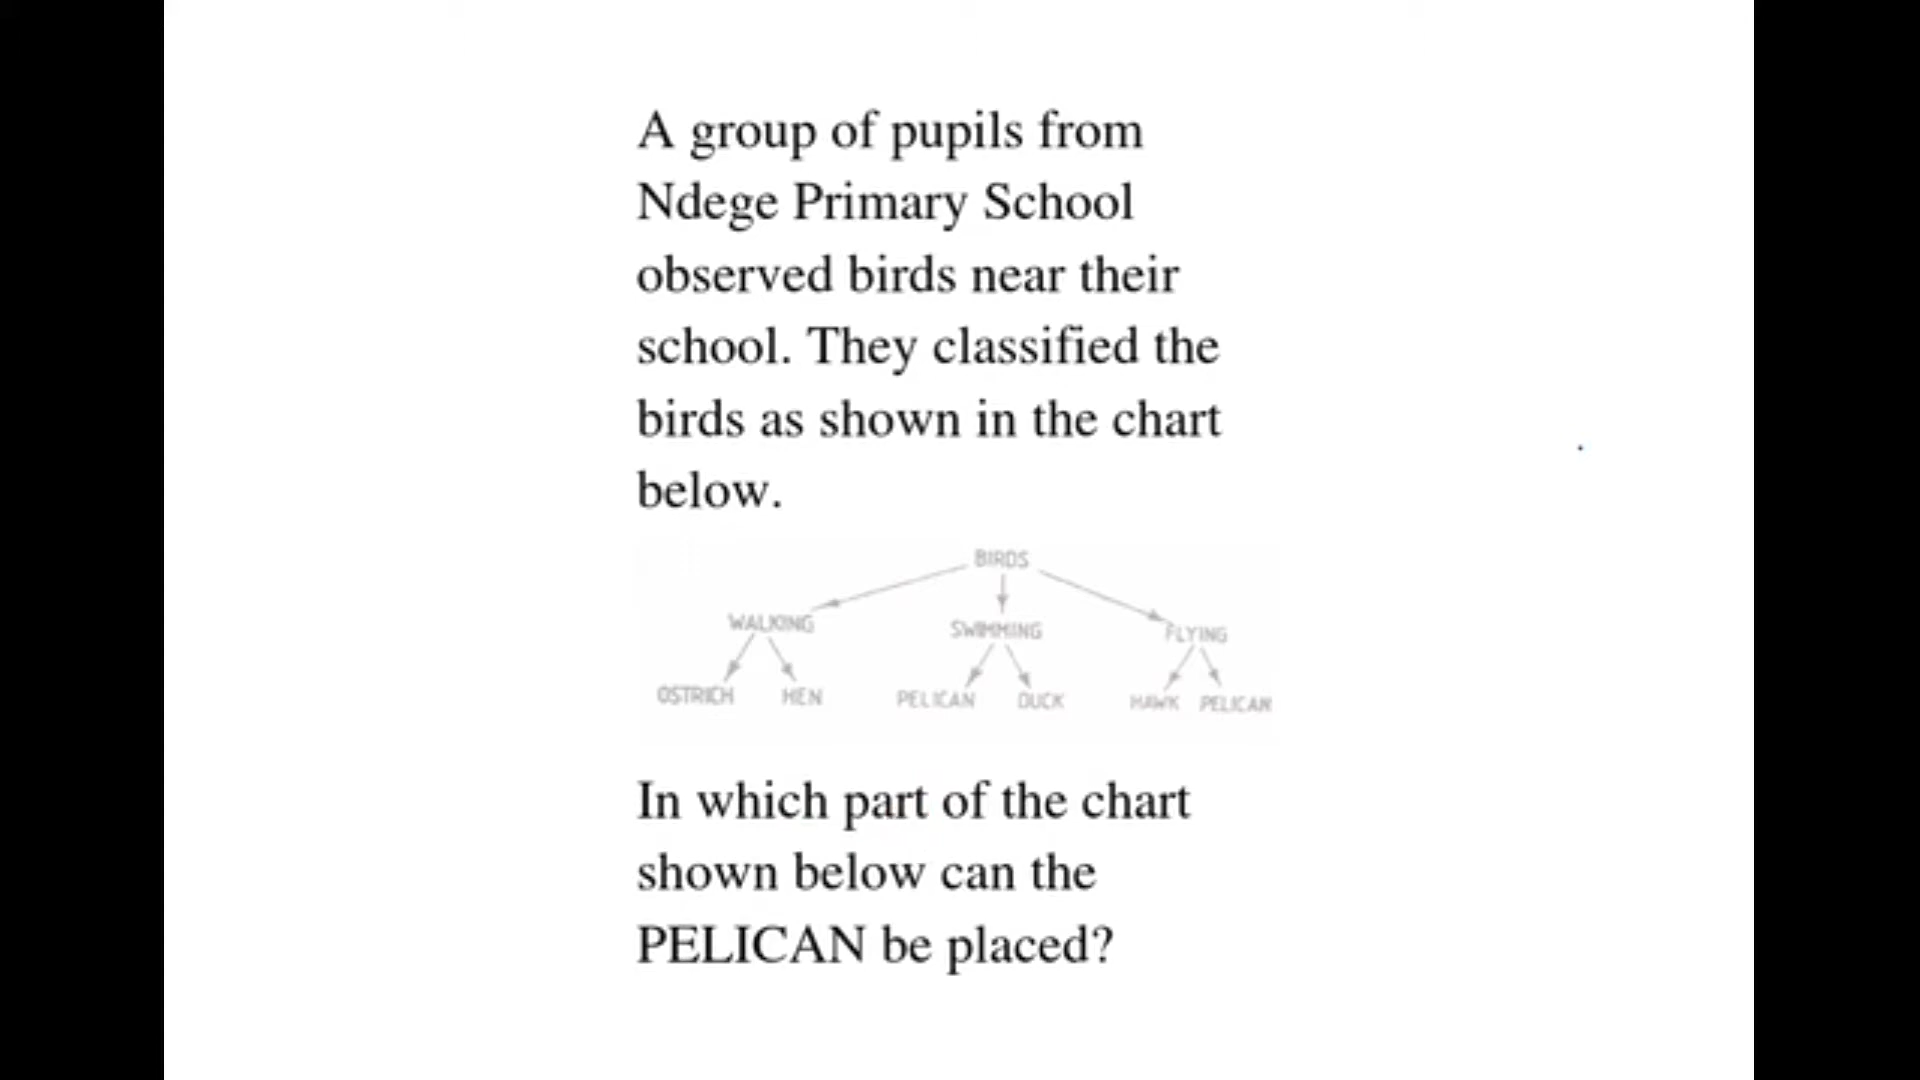 A group of pupils from
Ndege Primary School
observed birds near their
school. They classified the
birds as shown in the chart
below.
BIRDS
WALKING SWIMMING FLYING
OSTRICH HEN PELICAN DUCK HAWK PELICAN
In which part of the chart
shown below can the
PELICAN be placed?